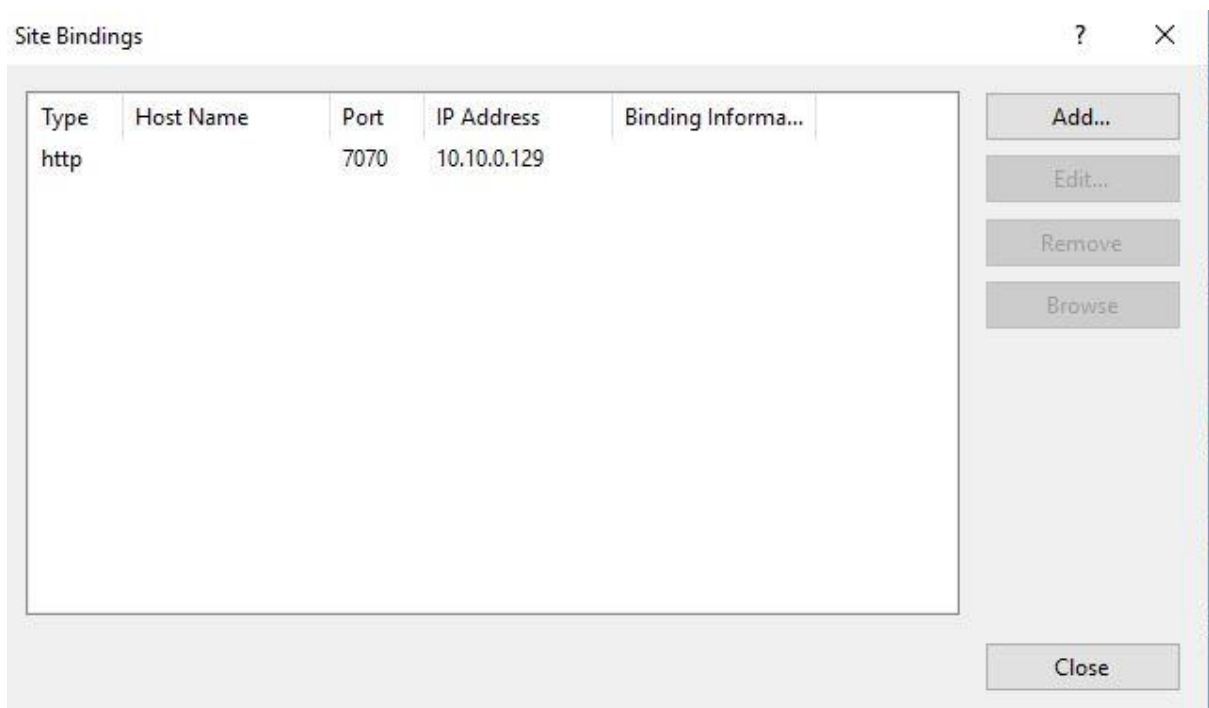 Site Bindings ? ×
Type Host Name Port IP Address Binding Informa...
http 7070 10.10.0.129
Add...
Edit...
Remove
Browse
Close